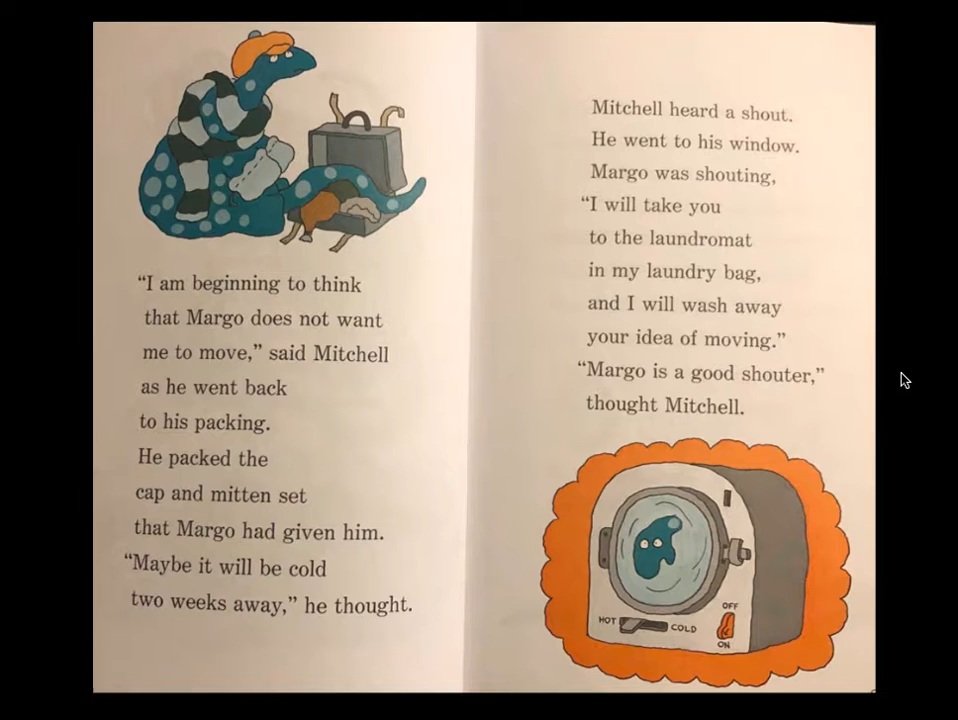 “I am beginning to think
that Margo does not want
me to move,” said Mitchell
as he went back
to his packing.
He packed the
cap and mitten set
that Margo had given him.
“Maybe it will be cold
two weeks away,” he thought.
Mitchell heard a shout.
He went to his window.
Margo was shouting,
“I will take you
to the laundromat
in my laundry bag,
and I will wash away
your idea of moving.”
“Margo is a good shouter,”
thought Mitchell.
OFF
HOT COLD
ON